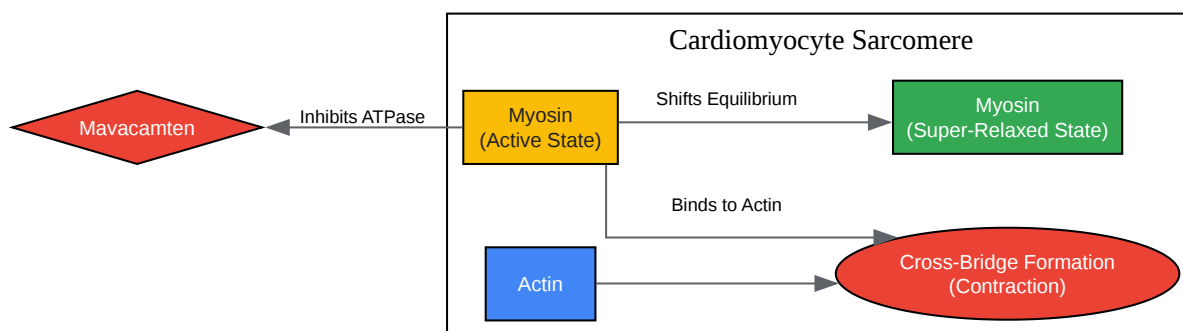 Cardiomyocyte Sarcomere
Mavacamten
Inhibits ATPase
Myosin
(Active State)
Shifts Equilibrium
Myosin
(Super-Relaxed State)
Binds to Actin
Actin
Cross-Bridge Formation
(Contraction)